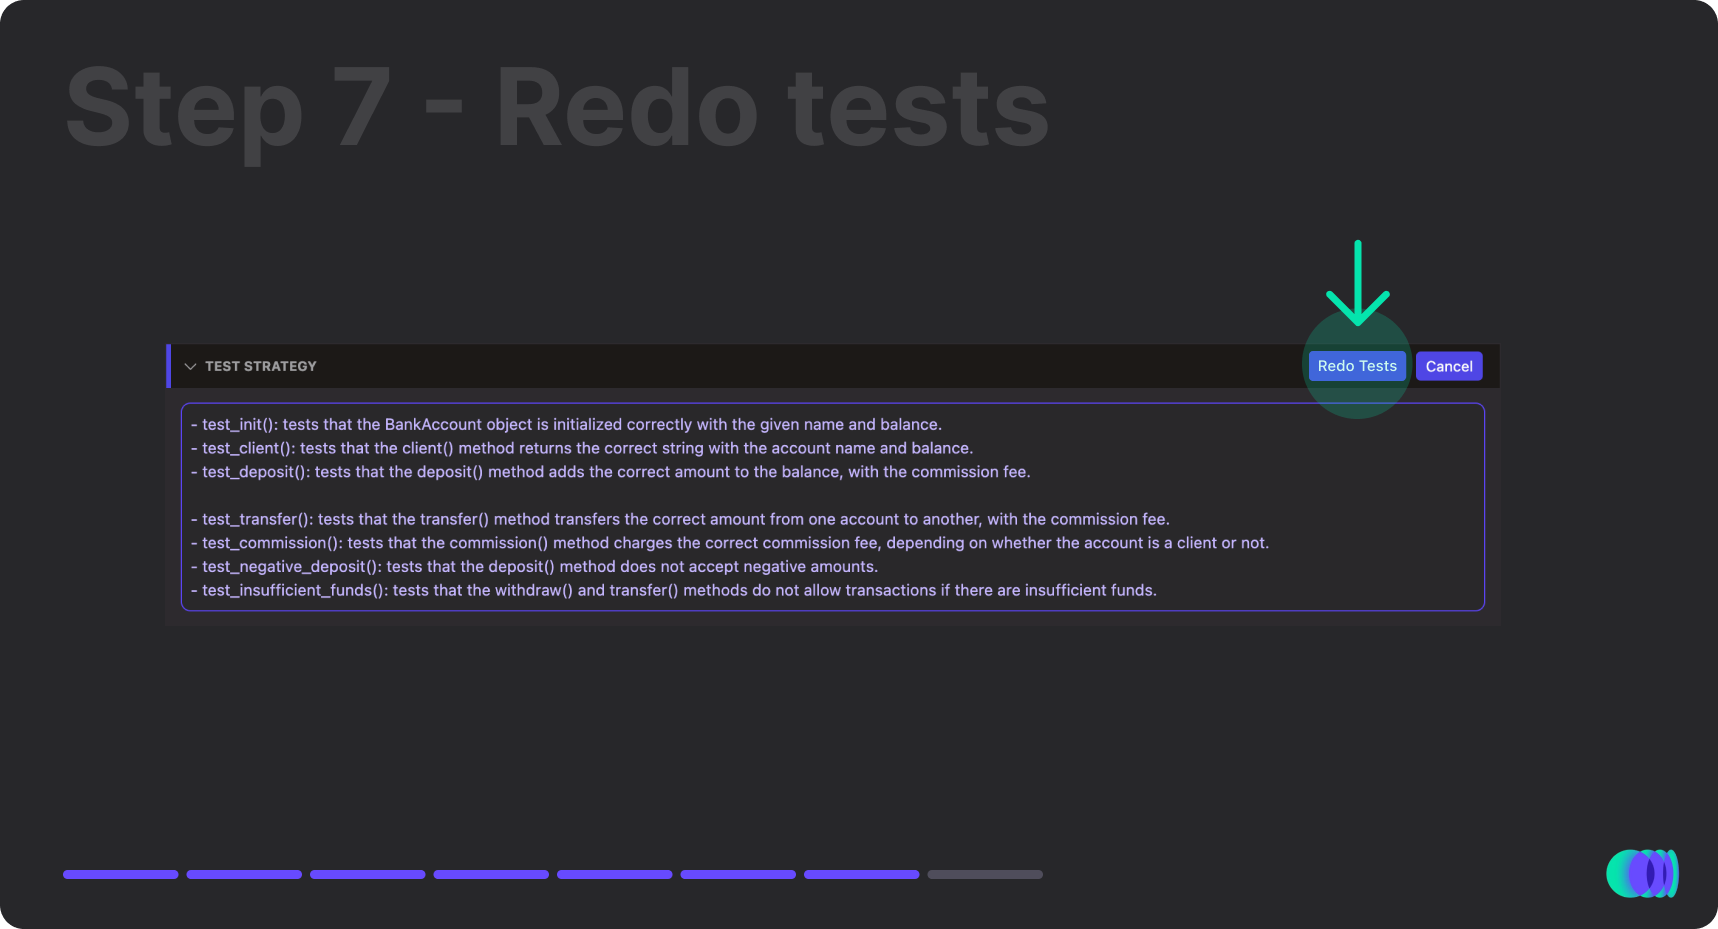 Step 7 - Redo tests
TEST STRATEGY
Redo Tests
Cancel
- test_init(): tests that the BankAccount object is initialized correctly with the given name and balance.
- test_client(): tests that the client() method returns the correct string with the account name and balance.
- test_deposit(): tests that the deposit() method adds the correct amount to the balance, with the commission fee.
- test_transfer(): tests that the transfer() method transfers the correct amount from one account to another, with the commission fee.
- test_commission(): tests that the commission() method charges the correct commission fee, depending on whether the account is a client or not.
- test_negative_deposit(): tests that the deposit() method does not accept negative amounts.
- test_insufficient_funds(): tests that the withdraw() and transfer() methods do not allow transactions if there are insufficient funds.